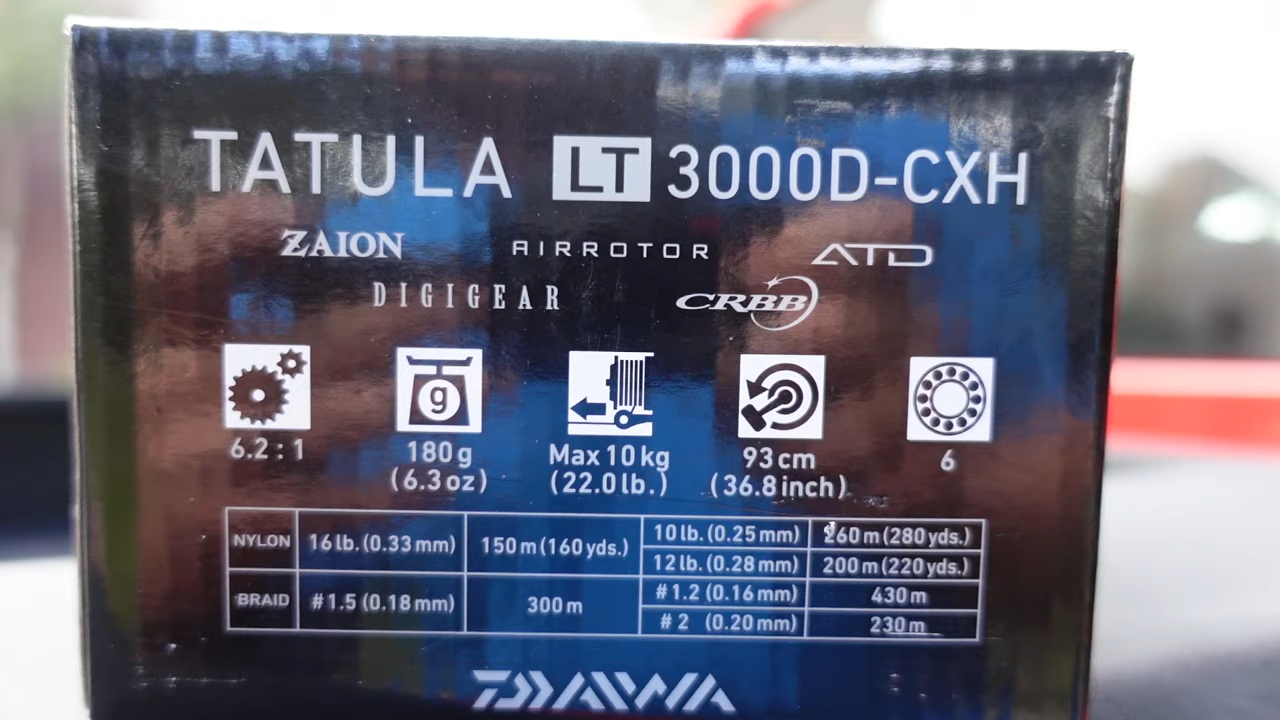 TATULA LT 3000D-CXH
ZAION AIRROTOR ATD
DIGIGEAR CRBB
g
6.2 : 1 180 g Max 10 kg 93 cm 6
(6.3 oz) (22.0 lb.) (36.8 inch)
NYLON 16 lb. (0.33 mm) 150 m (160 yds.) 10 lb. (0.25 mm) 260 m (280 yds.)
12 lb. (0.28 mm) 200 m (220 yds.)
BRAID #1.5 (0.18 mm) 300 m #1.2 (0.16 mm) 430 m
#2 (0.20 mm) 230 m
DAIWA